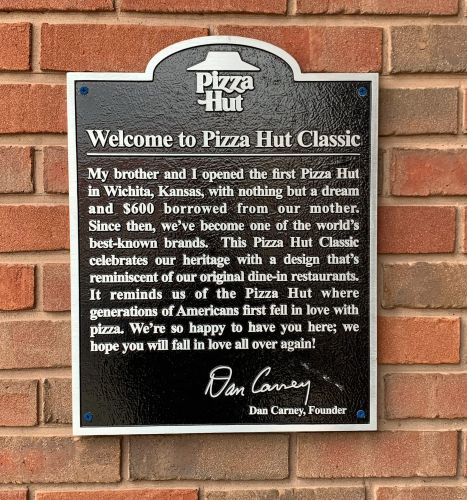 Pizza
Hut
Welcome to Pizza Hut Classic
My brother and I opened the first Pizza Hut
in Wichita, Kansas, with nothing but a dream
and $600 borrowed from our mother.
Since then, we've become one of the world's
best-known brands. This Pizza Hut Classic
celebrates our heritage with a design that's
reminiscent of our original dine-in restaurants.
It reminds us of the Pizza Hut where
generations of Americans first fell in love with
pizza. We're so happy to have you here; we
hope you will fall in love all over again!
Dan Carney
Dan Carney, Founder